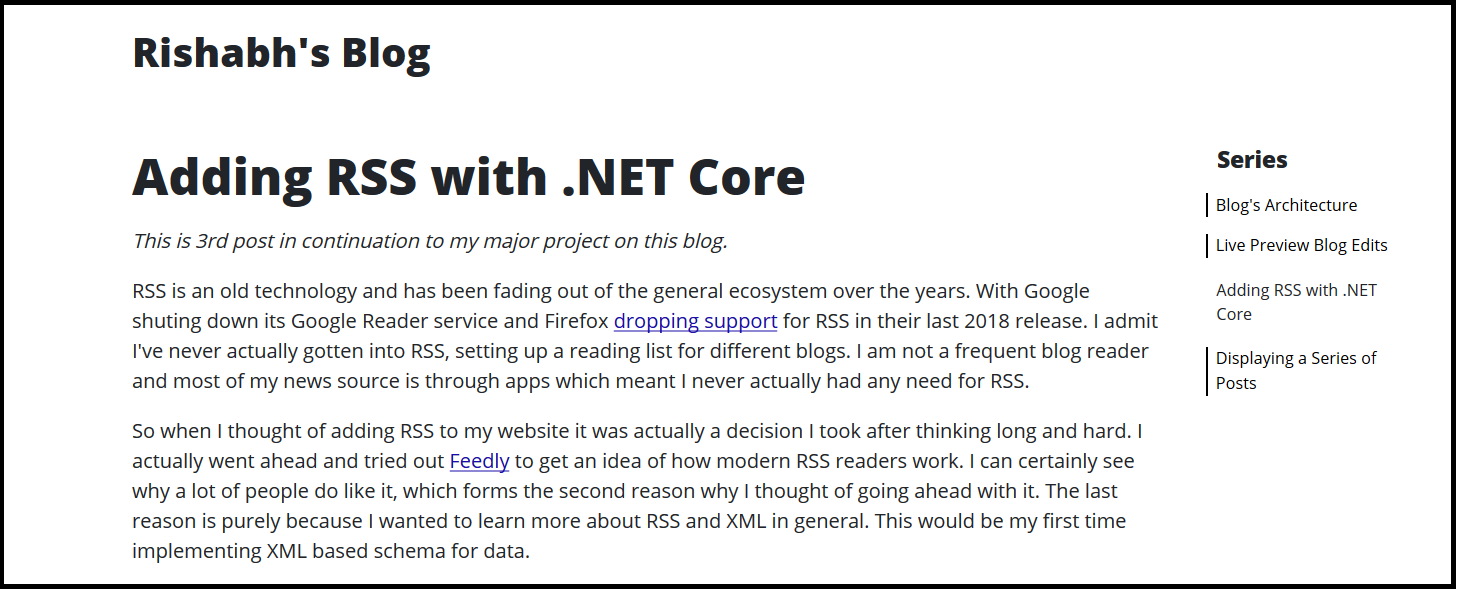 Rishabh's Blog
Adding RSS with .NET Core
This is 3rd post in continuation to my major project on this blog.
RSS is an old technology and has been fading out of the general ecosystem over the years. With Google
shuting down its Google Reader service and Firefox dropping support for RSS in their last 2018 release. I admit
I've never actually gotten into RSS, setting up a reading list for different blogs. I am not a frequent blog reader
and most of my news source is through apps which meant I never actually had any need for RSS.
So when I thought of adding RSS to my website it was actually a decision I took after thinking long and hard. I
actually went ahead and tried out Feedly to get an idea of how modern RSS readers work. I can certainly see
why a lot of people do like it, which forms the second reason why I thought of going ahead with it. The last
reason is purely because I wanted to learn more about RSS and XML in general. This would be my first time
implementing XML based schema for data.
Series
Blog's Architecture
Live Preview Blog Edits
Adding RSS with .NET
Core
Displaying a Series of
Posts